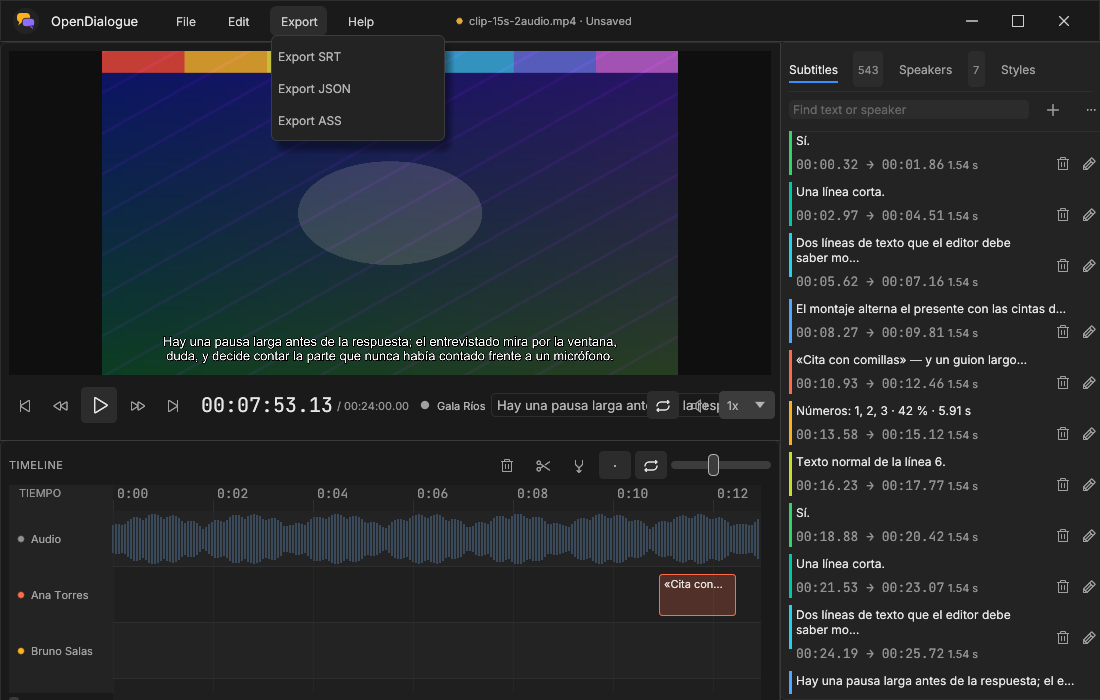 OpenDialogue
File
Edit
Export
Help
clip-15s-2audio.mp4 · Unsaved
Export SRT
Export JSON
Export ASS
Hay una pausa larga antes de la respuesta; el entrevistado mira por la ventana,
duda, y decide contar la parte que nunca había contado frente a un micrófono.
00:07:53.13 / 00:24:00.00
Gala Ríos
Hay una pausa larga ant
1x
TIMELINE
TIEMPO
0:00 0:02 0:04 0:06 0:08 0:10 0:12
Audio
Ana Torres
«Cita con...
Bruno Salas
Subtitles 543 Speakers 7 Styles
Find text or speaker
Sí.
00:00.32 → 00:01.86 1.54 s
Una línea corta.
00:02.97 → 00:04.51 1.54 s
Dos líneas de texto que el editor debe
saber mo...
00:05.62 → 00:07.16 1.54 s
El montaje alterna el presente con las cintas d...
00:08.27 → 00:09.81 1.54 s
«Cita con comillas» — y un guion largo...
00:10.93 → 00:12.46 1.54 s
Números: 1, 2, 3 · 42 % · 5.91 s
00:13.58 → 00:15.12 1.54 s
Texto normal de la línea 6.
00:16.23 → 00:17.77 1.54 s
Sí.
00:18.88 → 00:20.42 1.54 s
Una línea corta.
00:21.53 → 00:23.07 1.54 s
Dos líneas de texto que el editor debe
saber mo...
00:24.19 → 00:25.72 1.54 s
Hay una pausa larga antes de la respuesta; el e...